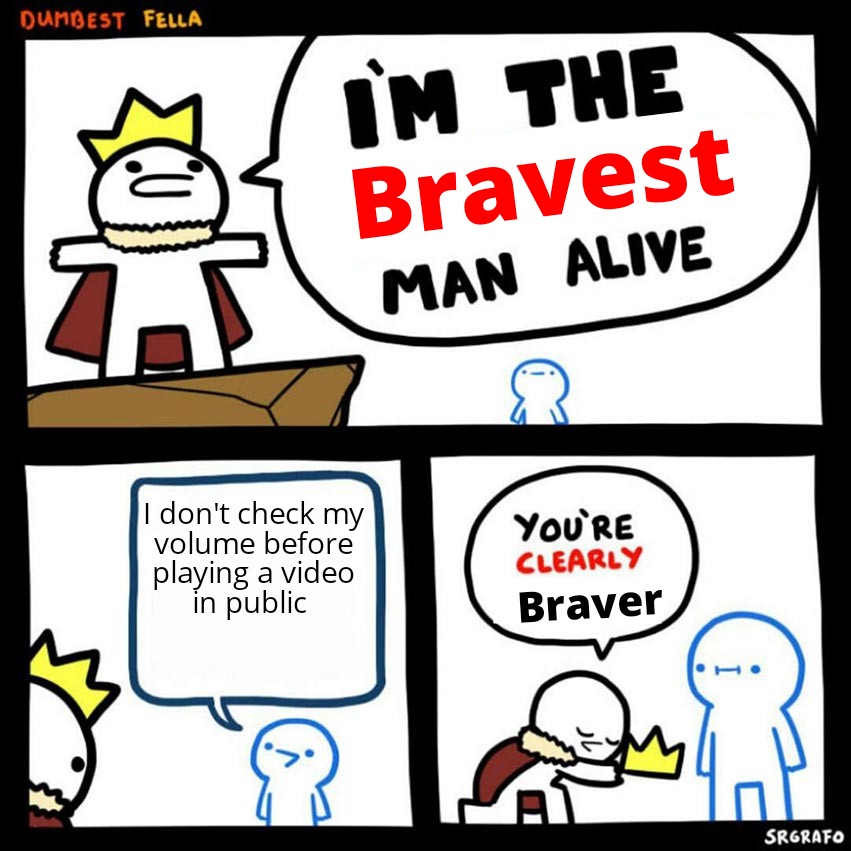 DUMBEST FELLA
I'M THE
Bravest
MAN ALIVE
I don't check my
volume before
playing a video
in public
YOU'RE
CLEARLY
Braver
SRGRAFO